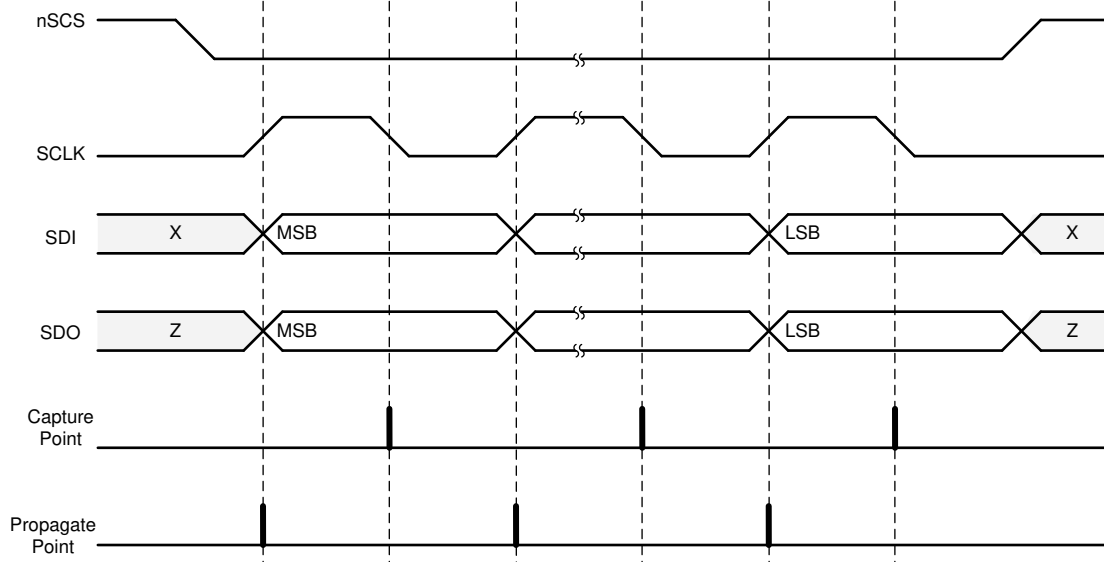 nSCS
SCLK
SDI
X
MSB
LSB
X
SDO
Z
MSB
LSB
Z
Capture
Point
Propagate
Point